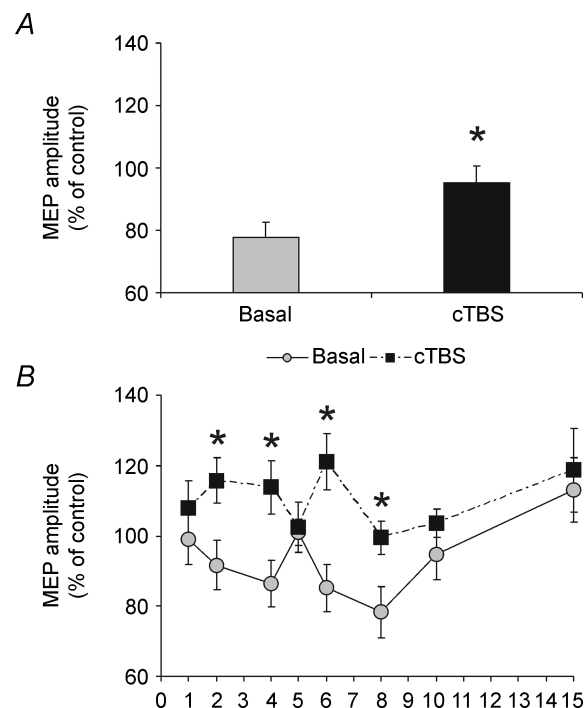 A
MEP amplitude
(% of control)
140
120
100
80
60
*
Basal
cTBS
Basal
cTBS
B
MEP amplitude
(% of control)
140
120
100
80
60
*
*
*
*
0 1 2 3 4 5 6 7 8 9 10 11 12 13 14 15